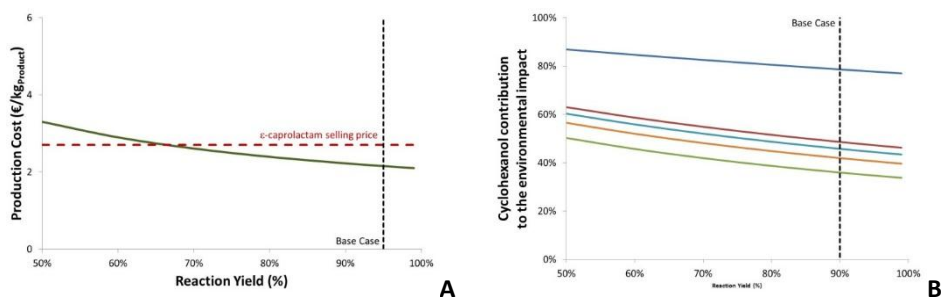 6
4
2
0
Production Cost (€/kgProduct)
ε-caprolactam selling price
Base Case
50%
60%
70%
80%
90%
100%
Reaction Yield (%)
A
100%
80%
60%
40%
20%
0%
Cyclohexanol contribution
to the environmental impact
Base Case
50%
60%
70%
80%
90%
100%
Reaction Yield (%)
B